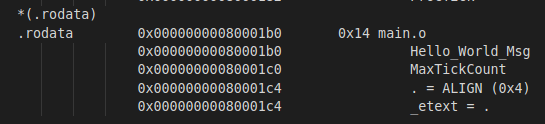 *(.rodata)
.rodata 0x00000000080001b0 0x14 main.o
0x00000000080001b0 Hello_World_Msg
0x00000000080001c0 MaxTickCount
0x00000000080001c4 . = ALIGN (0x4)
0x00000000080001c4 _etext = .